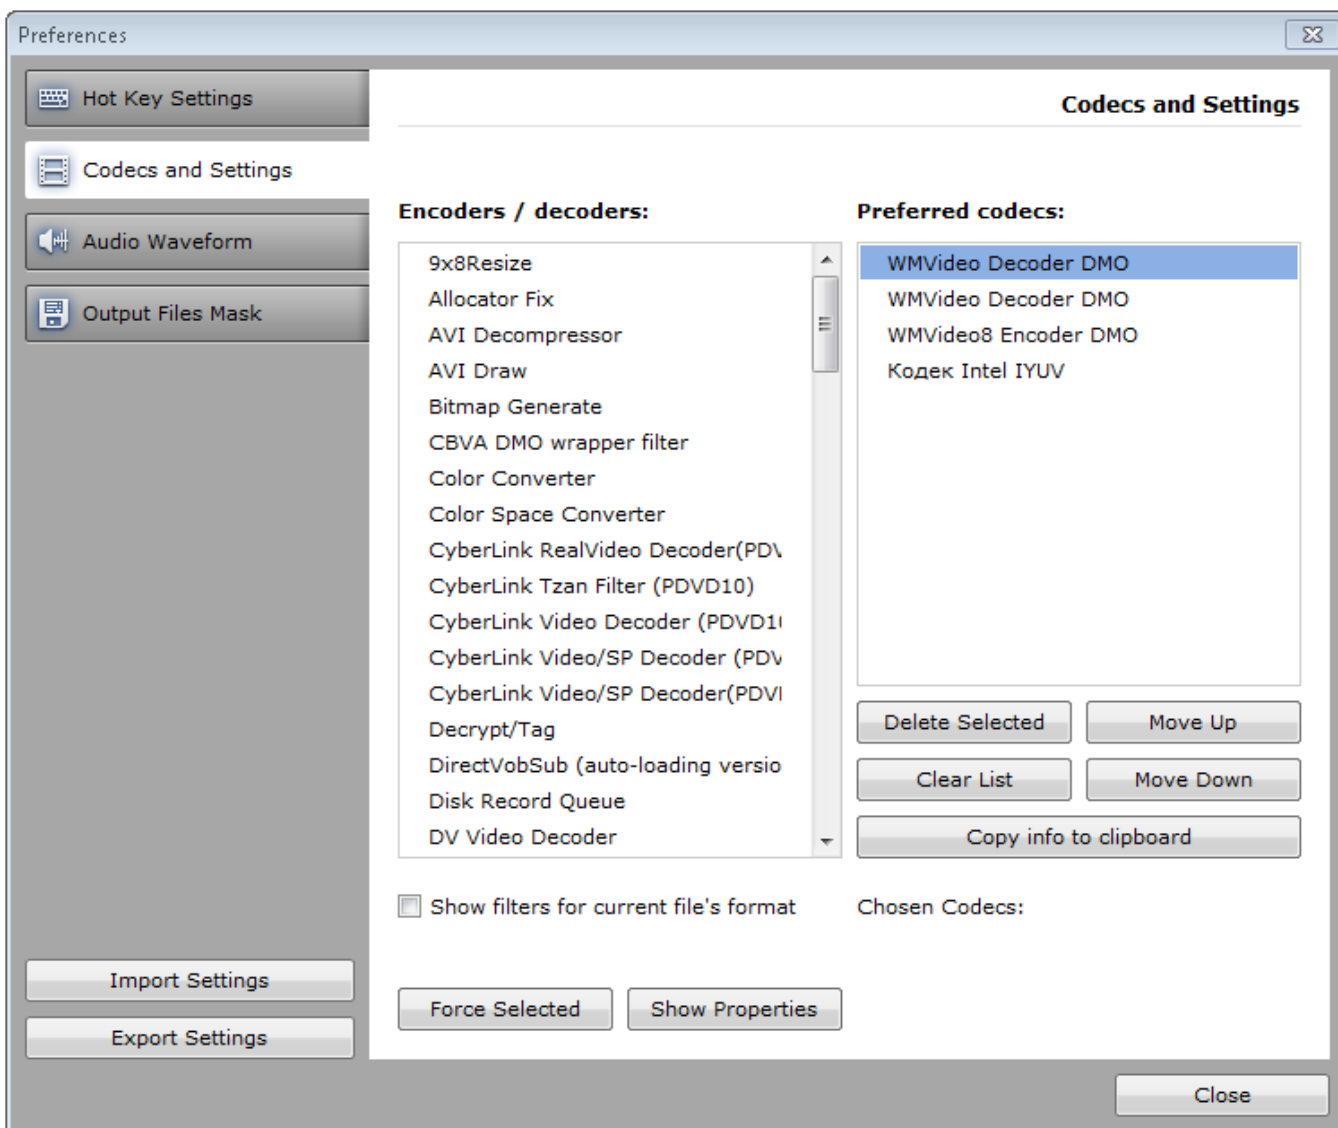 Preferences
Hot Key Settings
Codecs and Settings
Audio Waveform
Output Files Mask
Import Settings
Export Settings
Codecs and Settings
Encoders / decoders:
9x8Resize
Allocator Fix
AVI Decompressor
AVI Draw
Bitmap Generate
CBVA DMO wrapper filter
Color Converter
Color Space Converter
CyberLink RealVideo Decoder(PDV
CyberLink Tzan Filter (PDVD10)
CyberLink Video Decoder (PDVD1
CyberLink Video/SP Decoder (PDV
CyberLink Video/SP Decoder(PDV
Decrypt/Tag
DirectVobSub (auto-loading versio
Disk Record Queue
DV Video Decoder
Show filters for current file's format
Force Selected
Show Properties
Preferred codecs:
WMVideo Decoder DMO
WMVideo Decoder DMO
WMVideo8 Encoder DMO
Кодек Intel IYUV
Delete Selected
Move Up
Clear List
Move Down
Copy info to clipboard
Chosen Codecs:
Close